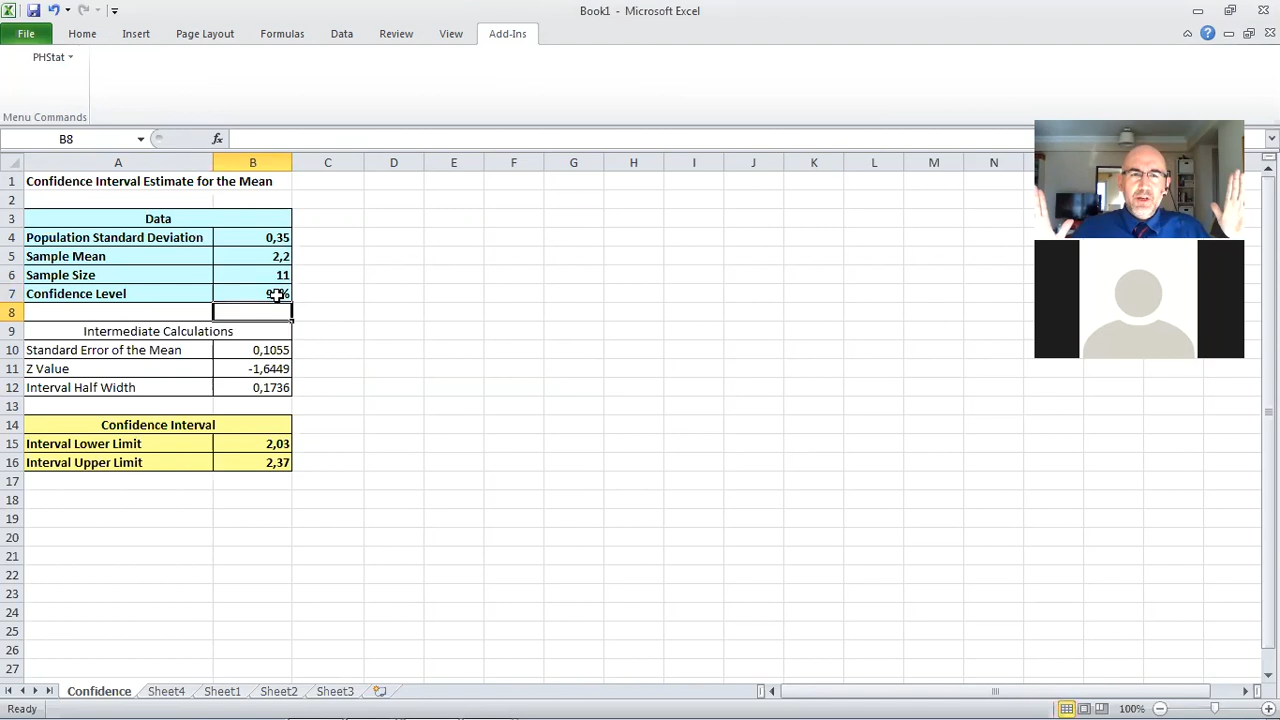 Book1 - Microsoft Excel
File Home Insert Page Layout Formulas Data Review View Add-Ins
PHStat
Menu Commands
B8 fx
A B C D E F G H I J K L M N
1 Confidence Interval Estimate for the Mean
2
3 Data
4 Population Standard Deviation 0,35
5 Sample Mean 2,2
6 Sample Size 11
7 Confidence Level
8
9 Intermediate Calculations
10 Standard Error of the Mean 0,1055
11 Z Value -1,6449
12 Interval Half Width 0,1736
13
14 Confidence Interval
15 Interval Lower Limit 2,03
16 Interval Upper Limit 2,37
17
18
19
20
21
22
23
24
25
26
27
Confidence Sheet4 Sheet1 Sheet2 Sheet3
Ready 100%